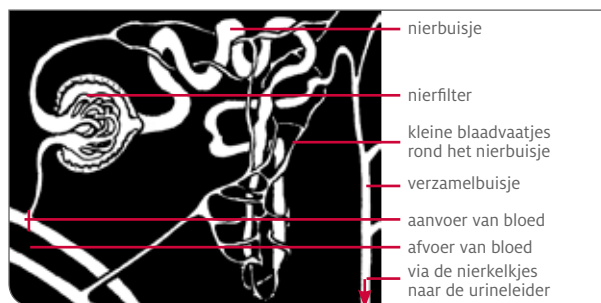 nierbuisje
nierfilter
kleine blaadvaatjes
rond het nierbuisje
verzamelbuisje
aanvoer van bloed
afvoer van bloed
via de nierkelkjes
naar de urineleider